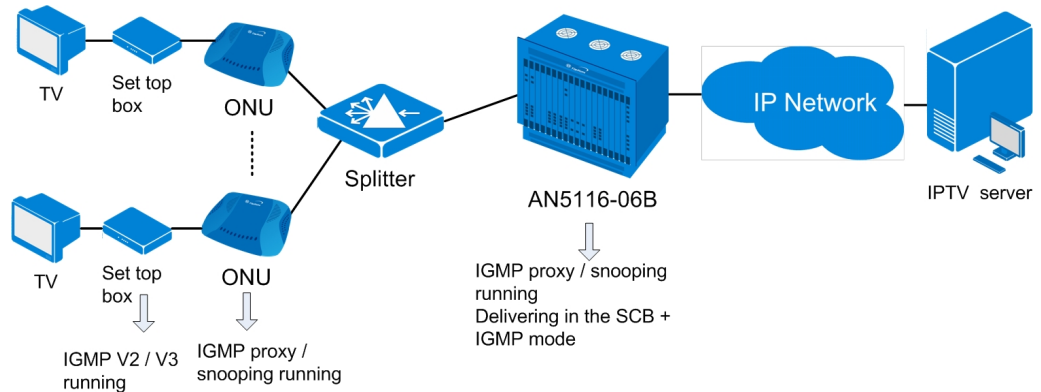 TV
Set top
box
ONU
Splitter
AN5116-06B
IP Network
IPTV server
TV
Set top
box
ONU
IGMP V2 / V3
running
IGMP proxy /
snooping running
IGMP proxy / snooping
running
Delivering in the SCB +
IGMP mode